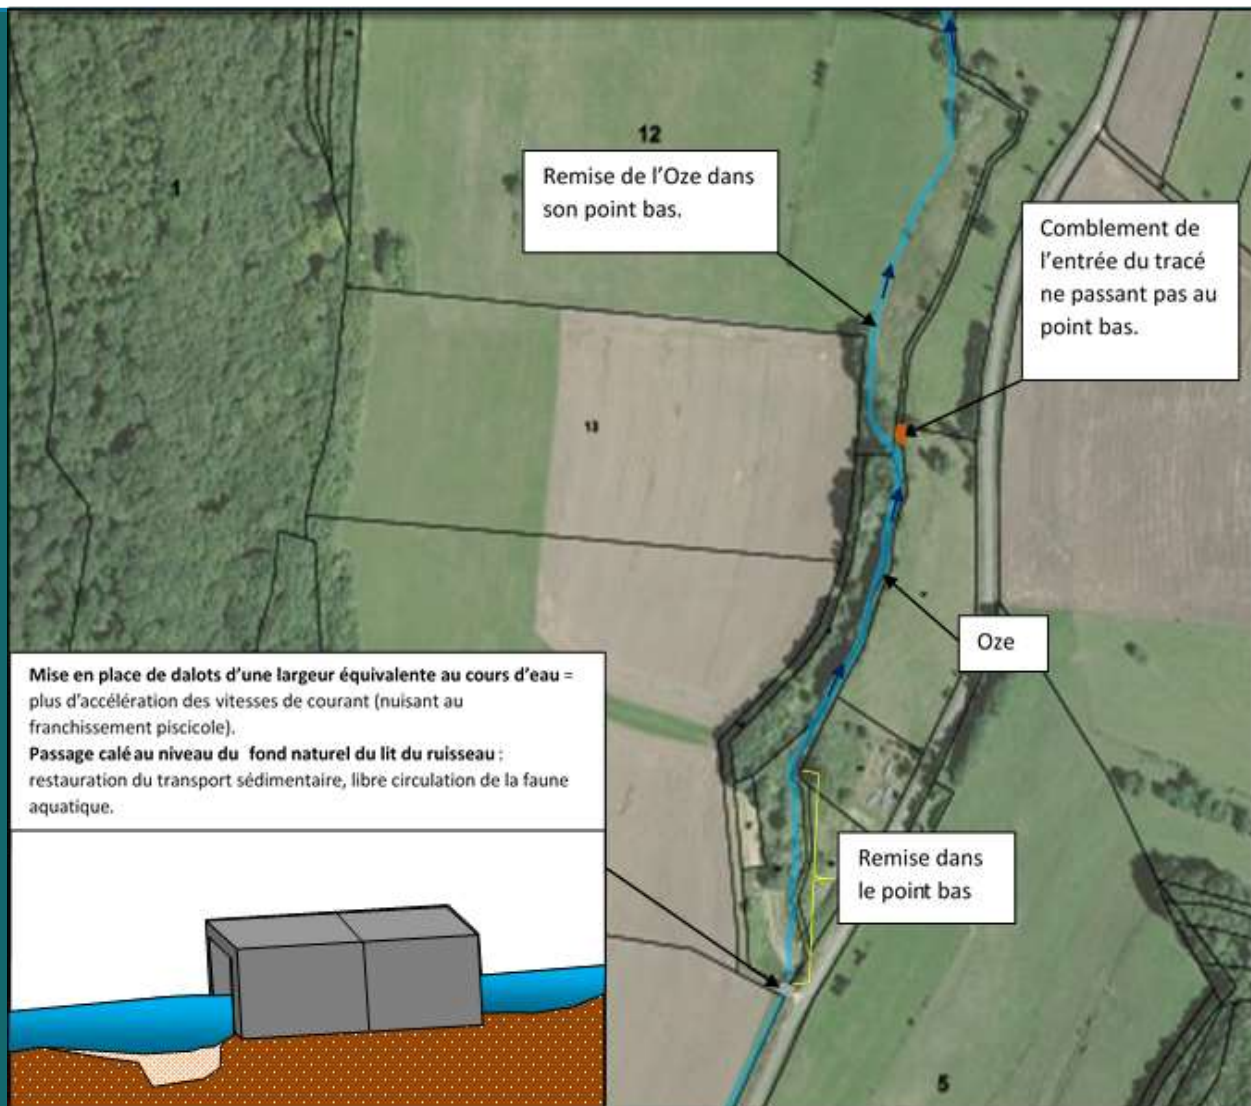 12
1
Remise de l'Oze dans
son point bas.
Comblement de
l'entrée du tracé
ne passant pas au
point bas.
13
Oze
Mise en place de dalots d'une largeur équivalente au cours d'eau =
plus d'accélération des vitesses de courant (nuisant au
franchissement piscicole).
Passage calé au niveau du fond naturel du lit du ruisseau :
restauration du transport sédimentaire, libre circulation de la faune
aquatique.
Remise dans
le point bas
5